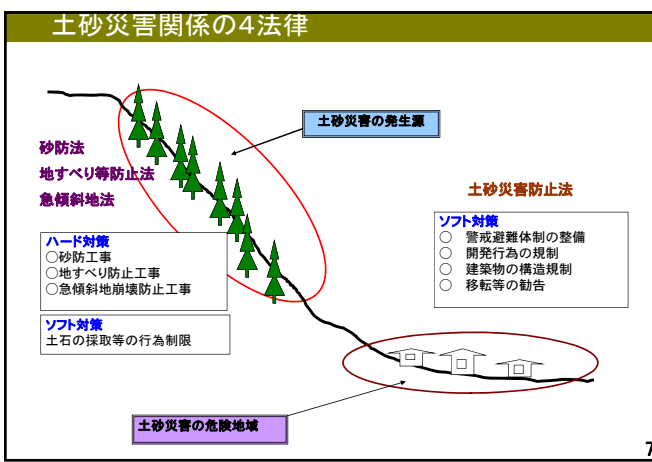 土砂災害関係の4法律
土砂災害の発生源
砂防法
地すべり等防止法
急傾斜地法
ハード対策
○砂防工事
○地すべり防止工事
○急傾斜地崩壊防止工事
ソフト対策
土石の採取等の行為制限
土砂災害防止法
ソフト対策
○ 警戒避難体制の整備
○ 開発行為の規制
○ 建築物の構造規制
○ 移転等の勧告
土砂災害の危険地域
7